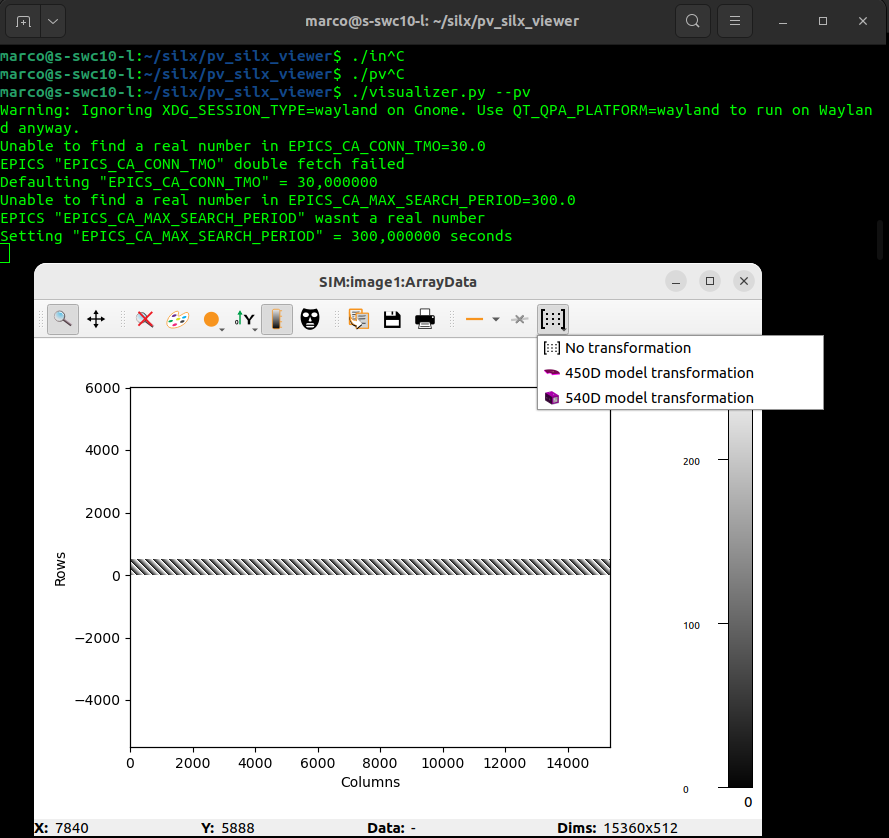 marco@s-swc10-l: ~/silx/pv_silx_viewer
marco@s-swc10-l:~/silx/pv_silx_viewer$ ./in^C
marco@s-swc10-l:~/silx/pv_silx_viewer$ ./pv^C
marco@s-swc10-l:~/silx/pv_silx_viewer$ ./visualizer.py --pv
Warning: Ignoring XDG_SESSION_TYPE=wayland on Gnome. Use QT_QPA_PLATFORM=wayland to run on Waylan
d anyway.
Unable to find a real number in EPICS_CA_CONN_TMO=30.0
EPICS "EPICS_CA_CONN_TMO" double fetch failed
Defaulting "EPICS_CA_CONN_TMO" = 30,000000
Unable to find a real number in EPICS_CA_MAX_SEARCH_PERIOD=300.0
EPICS "EPICS_CA_MAX_SEARCH_PERIOD" wasnt a real number
Setting "EPICS_CA_MAX_SEARCH_PERIOD" = 300,000000 seconds
SIM:image1:ArrayData
Y
No transformation
450D model transformation
540D model transformation
6000
4000
2000
0
−2000
−4000
Rows
0 2000 4000 6000 8000 10000 12000 14000
Columns
200
100
0
0
X: 7840 Y: 5888 Data: - Dims: 15360x512